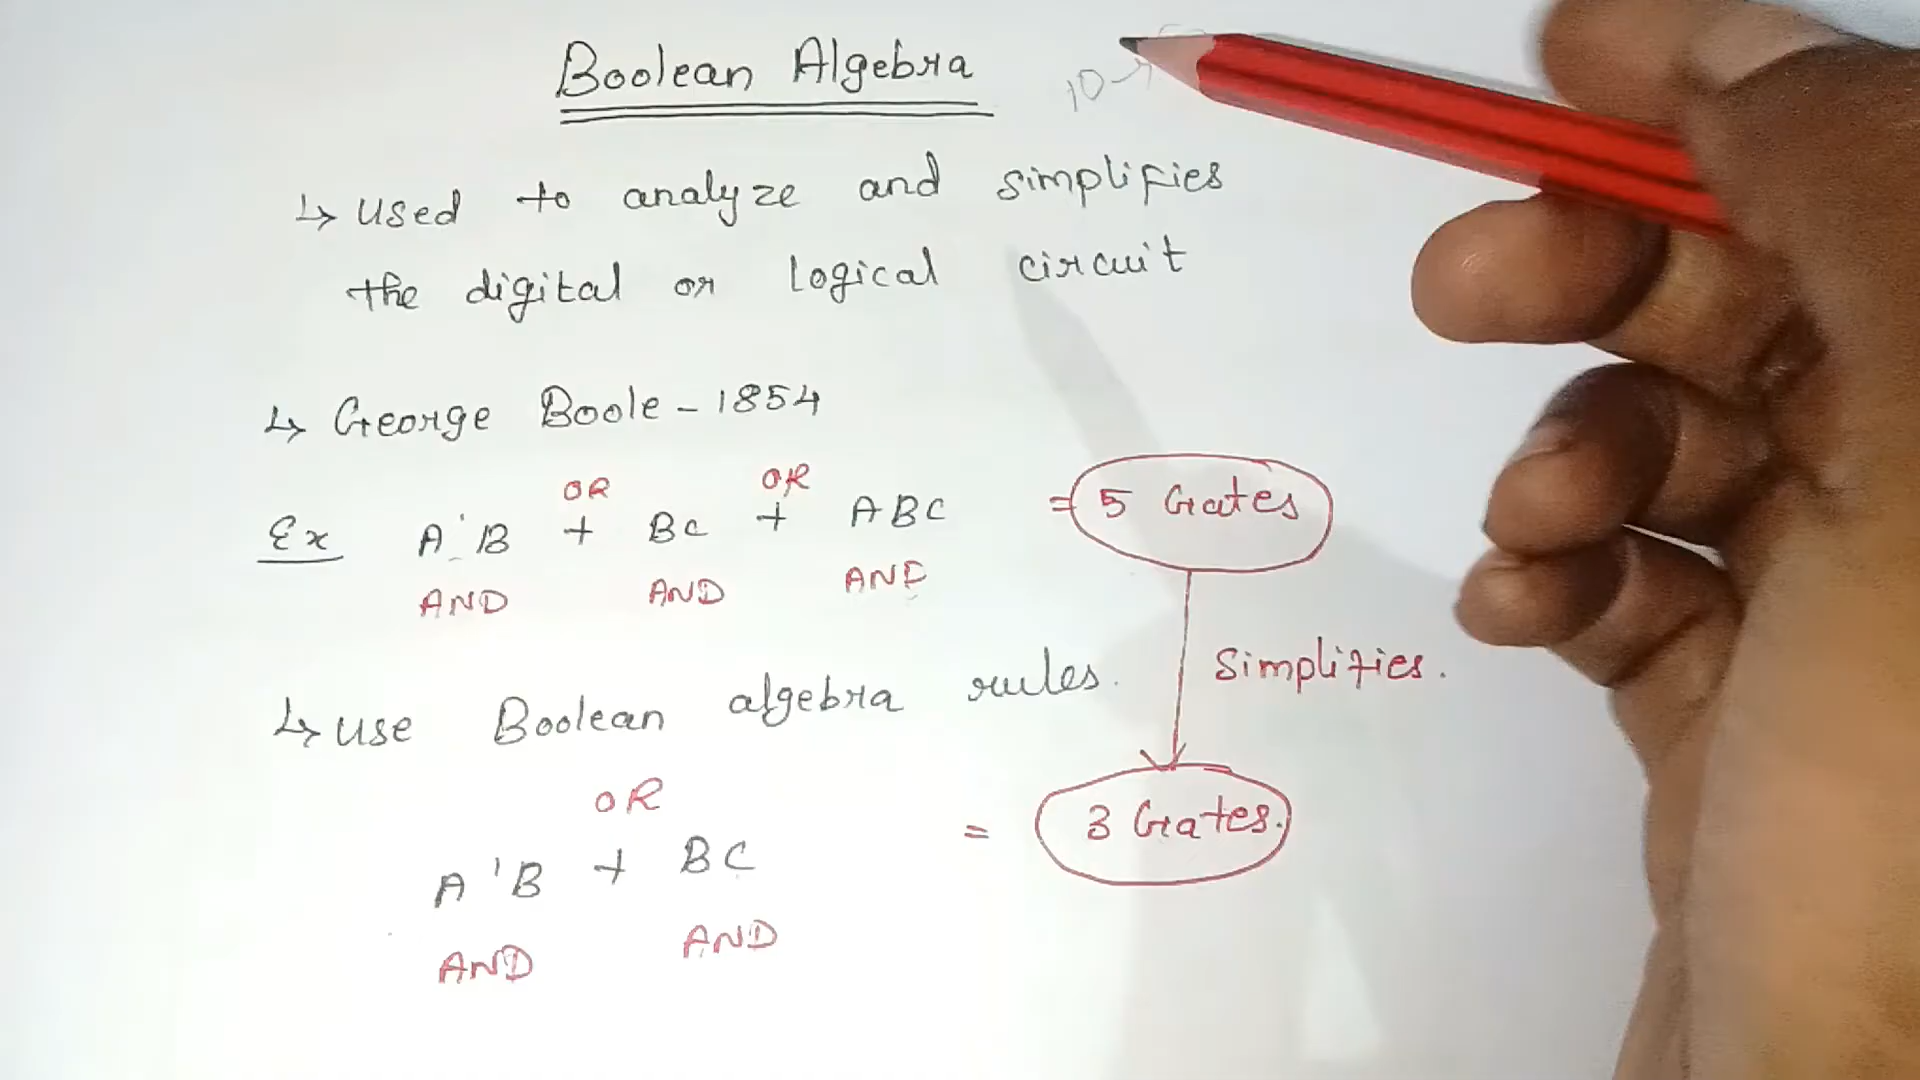 Boolean Algebra
10→
↳ used to analyze and simplifies
the digital or logical circuit
↳ George Boole - 1854
OR OR
Ex A'B + BC + ABC = 5 Gates
AND AND AND
Simplifies.
↳ use Boolean algebra rules.
OR
A'B + BC = 3 Gates.
AND AND